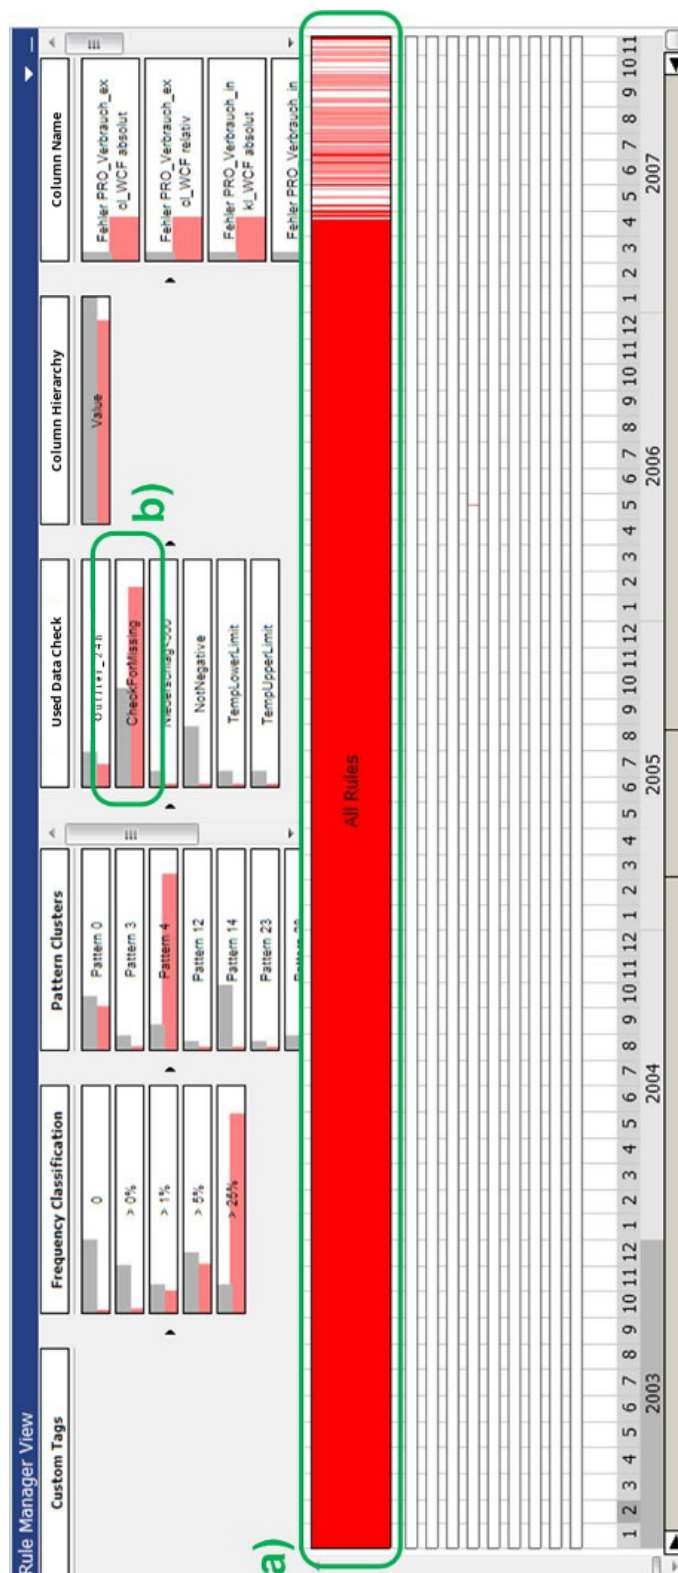 Rule Manager View
Custom Tags
Frequency Classification
0
> 0%
> 1%
> 5%
> 25%
Pattern Clusters
Pattern 0
Pattern 3
Pattern 4
Pattern 12
Pattern 14
Pattern 23
Used Data Check
Outlier_24h
CheckForMissing
NotNegative
TempLowerLimit
TempUpperLimit
Column Hierarchy
Value
Column Name
Fehler PRO_Verbrauch_ex
cl_WCF absolut
Fehler PRO_Verbrauch_ex
cl_WCF relativ
Fehler PRO_Verbrauch_in
kl_WCF absolut
Fehler PRO_Verbrauch_in
a)
b)
All Rules
1 2 3 4 5 6 7 8 9 10 11 12 1 2 3 4 5 6 7 8 9 10 11 12 1 2 3 4 5 6 7 8 9 10 11 12 1 2 3 4 5 6 7 8 9 10 11 12 1 2 3 4 5 6 7 8 9 10 11
2003 2004 2005 2006 2007